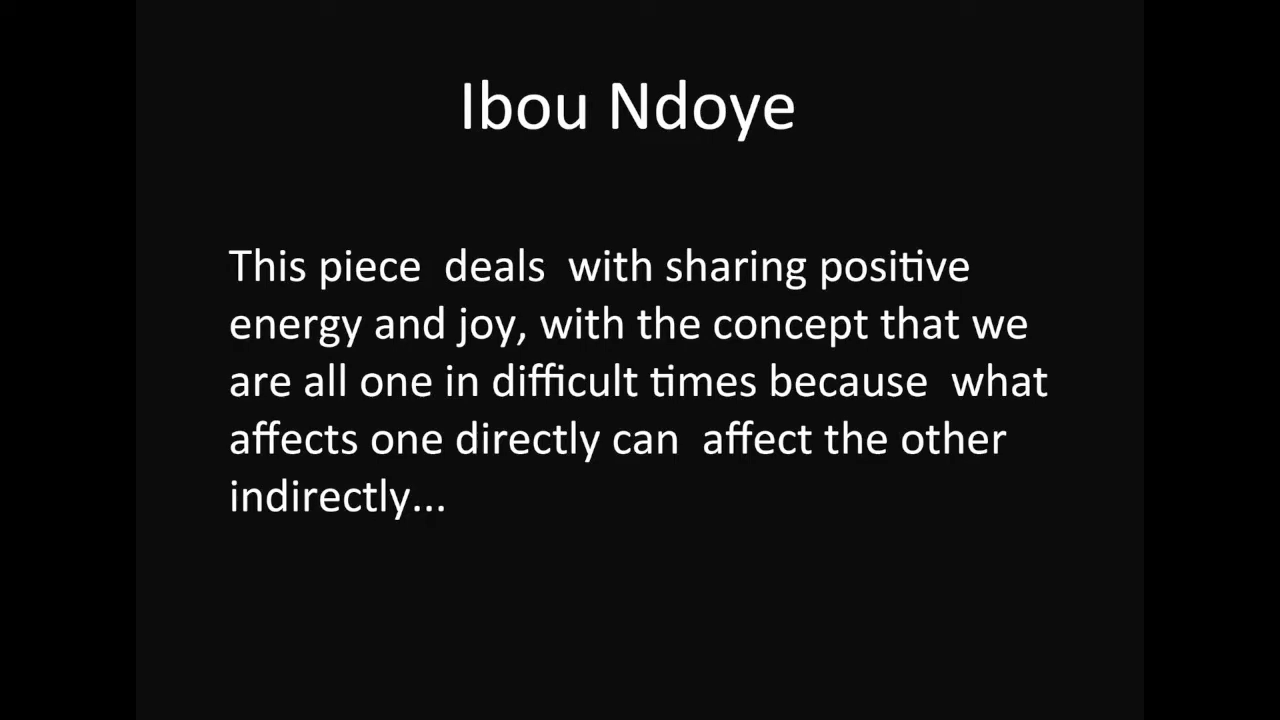 Ibou Ndoye
This piece  deals  with sharing positive
energy and joy, with the concept that we
are all one in difficult times because  what
affects one directly can  affect the other
indirectly...